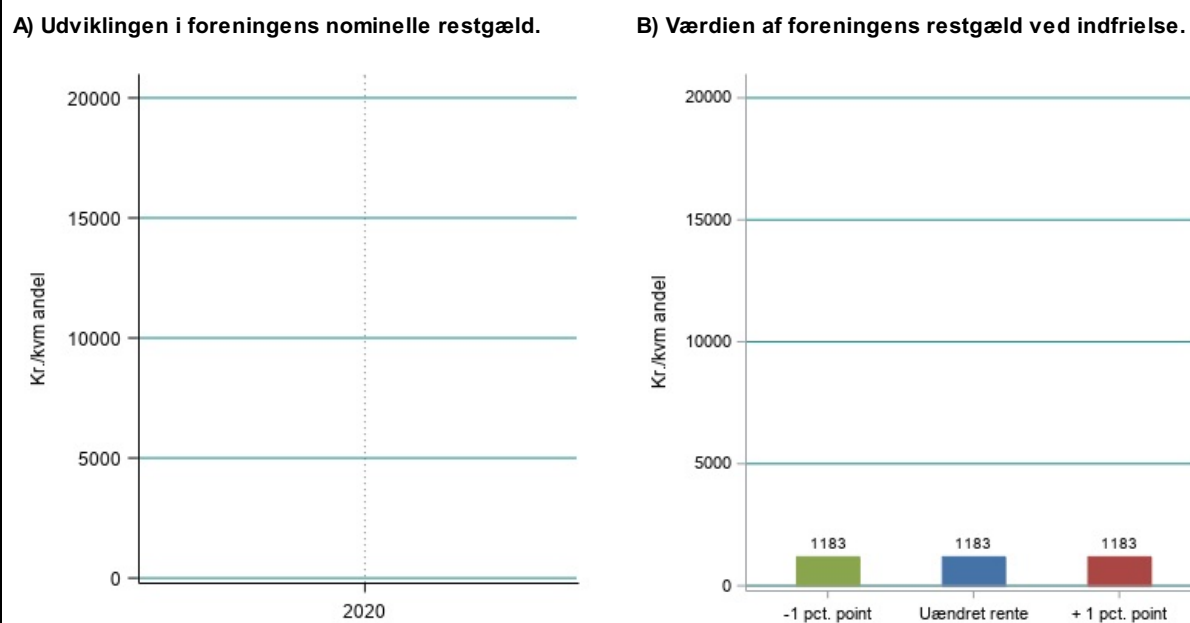 A) Udviklingen i foreningens nominelle restgæld.
Kr./kvm andel
20000
15000
10000
5000
0
2020
B) Værdien af foreningens restgæld ved indfrielse.
Kr./kvm andel
20000
15000
10000
5000
0
1183 1183 1183
-1 pct. point Uændret rente + 1 pct. point